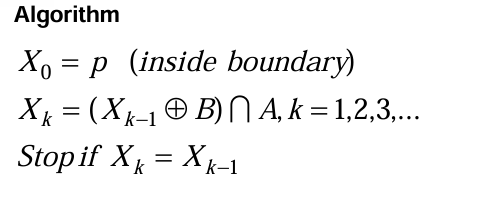 Algorithm
X₀ = p (inside boundary)
Xₖ = (Xₖ₋₁ ⊕ B) ⋂ A, k = 1,2,3,...
Stop if Xₖ = Xₖ₋₁